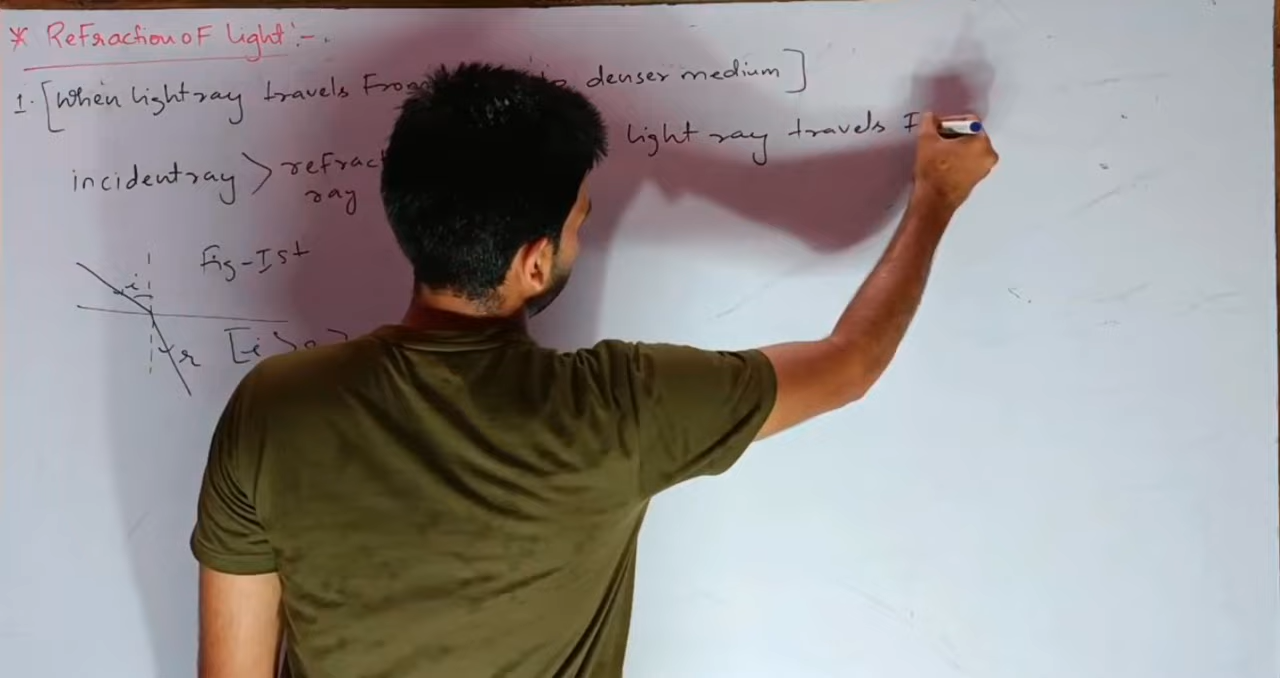 * Refraction of light :-
1. [When light ray travels From denser medium]
light ray travels
incident ray > refract
ray
fig-Ist
i
r [i >